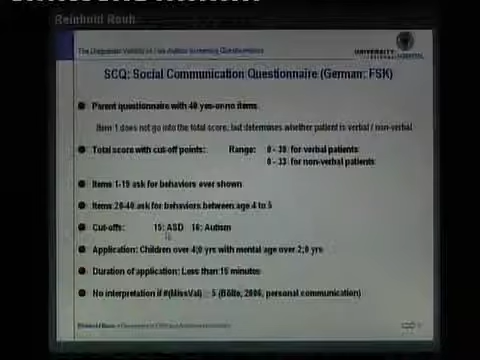 Reinhold Rauh
The Diagnostic Validity of Autism Screening Questionnaires
UNIVERSITY
HOSPITAL
SCQ: Social Communication Questionnaire (German: FSK)
Parent questionnaire with 40 yes-or-no items
Item 1 does not go into the total score, but determines whether patient is verbal / non-verbal
Total score with cut-off points: Range: 0 - 39 for verbal patients
0 - 33 for non-verbal patients
Items 1-19 ask for behaviors ever shown
Items 20-40 ask for behaviors between age 4 to 5
Cut-offs: 15: ASD 16: Autism
Application: Children over 4;0 yrs with mental age over 2;0 yrs
Duration of application: Less than 15 minutes
No interpretation if #(MissVal) 5 (Bölte, 2006, personal communication)
Reinhold Rauh